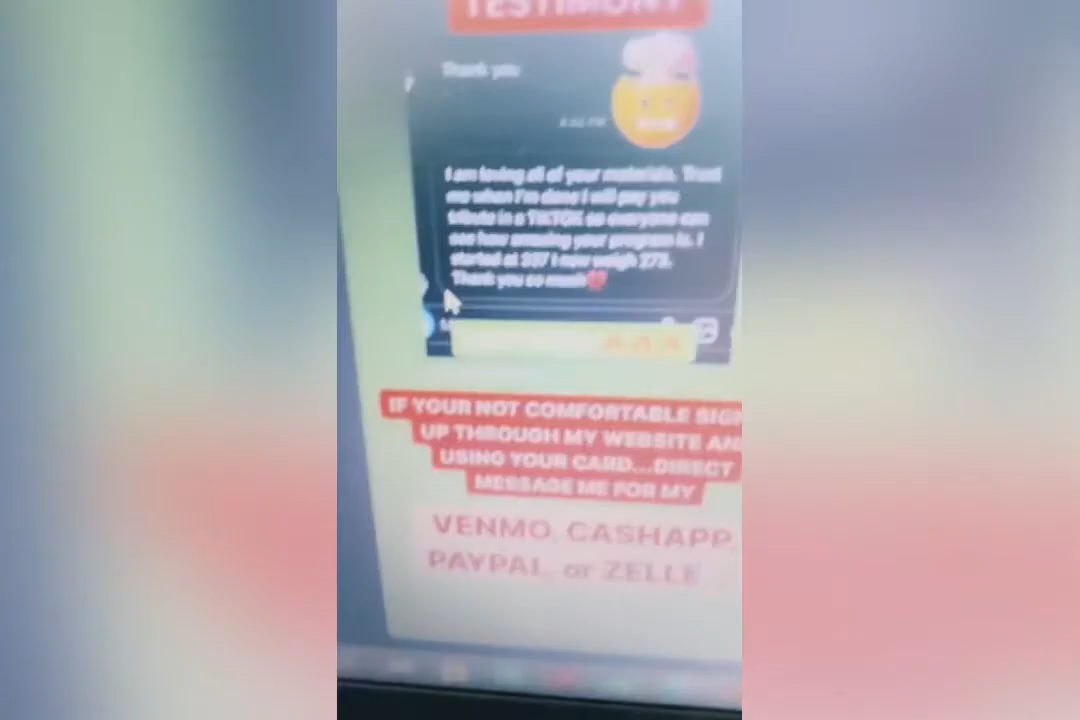 TESTIMONY
Thank you
I am loving all of your materials. Trust
me when I'm done I will pay you
tribute in a TIKTOK so everyone can
see how amazing your program is. I
started at 337 I now weigh 273.
Thank you so much❤️
IF YOUR NOT COMFORTABLE SIGN
UP THROUGH MY WEBSITE AN
USING YOUR CARD...DIRECT
MESSAGE ME FOR MY
VENMO, CASHAPP,
PAYPAL, or ZELLE